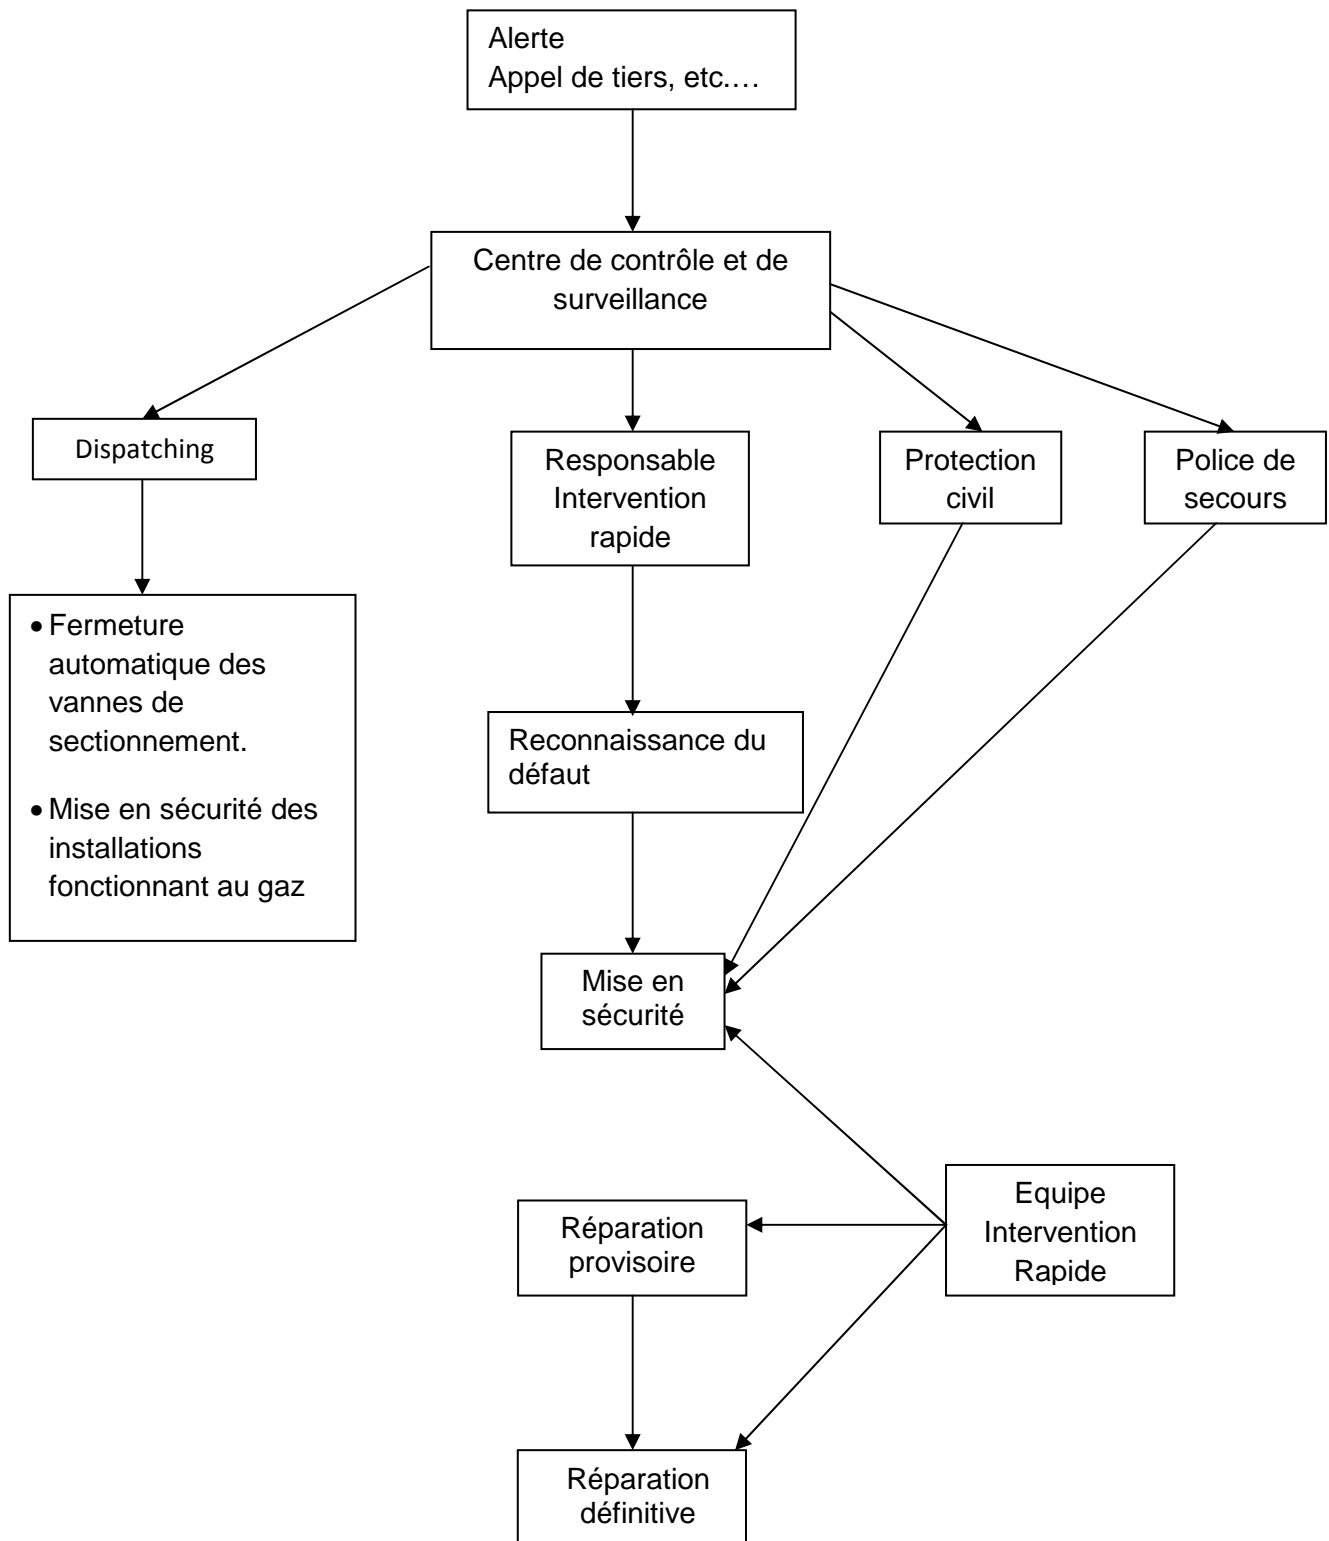 Alerte
Appel de tiers, etc.…
Centre de contrôle et de
surveillance
Dispatching
Responsable
Intervention
rapide
Protection
civil
Police de
secours
• Fermeture
automatique des
vannes de
sectionnement.
• Mise en sécurité des
installations
fonctionnant au gaz
Reconnaissance du
défaut
Mise en
sécurité
Equipe
Intervention
Rapide
Réparation
provisoire
Réparation
définitive